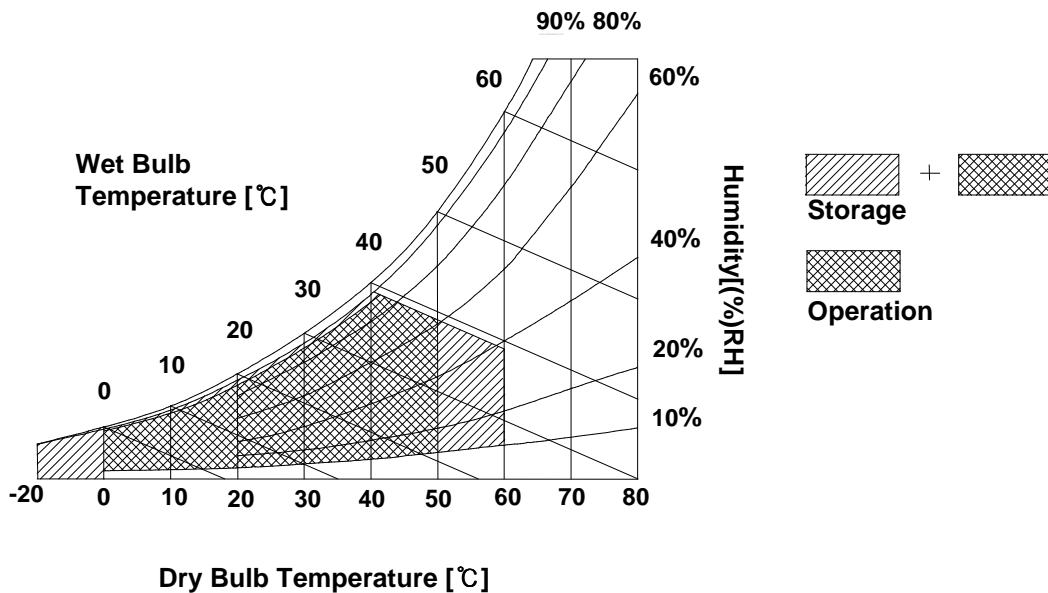 90% 80%
60
60%
50
Wet Bulb
Temperature [℃]
40
40%
30
20
20%
10
10%
0
Humidity[(%)RH]
-20 0 10 20 30 40 50 60 70 80
Dry Bulb Temperature [℃]
+
Storage
Operation